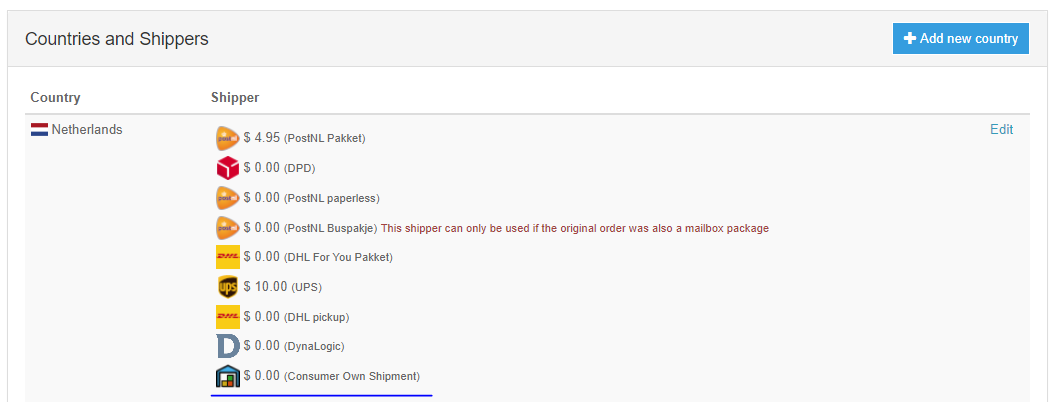 Countries and Shippers
Add new country
Country Shipper
Netherlands
$ 4.95 (PostNL Pakket)
Edit
$ 0.00 (DPD)
$ 0.00 (PostNL paperless)
$ 0.00 (PostNL Buspakje) This shipper can only be used if the original order was also a mailbox package
DHL $ 0.00 (DHL For You Pakket)
ups $ 10.00 (UPS)
DHL $ 0.00 (DHL pickup)
D $ 0.00 (DynaLogic)
$ 0.00 (Consumer Own Shipment)